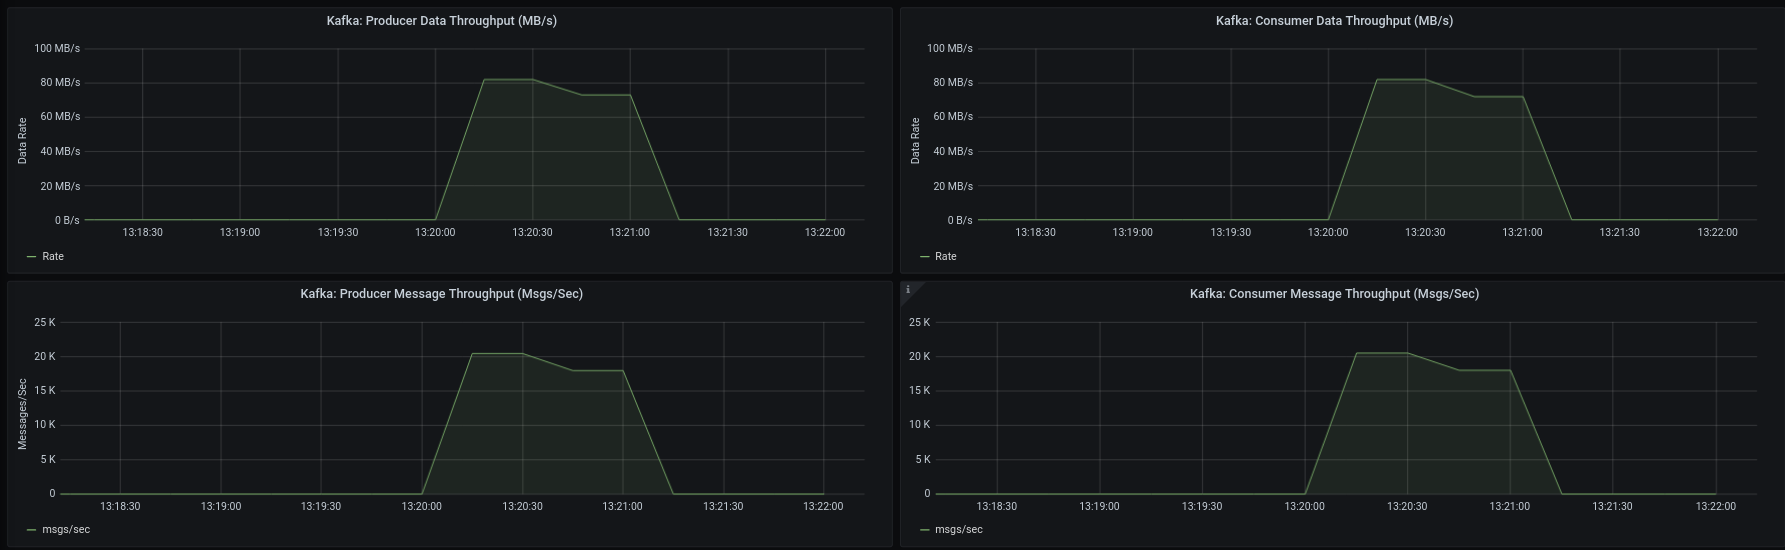 Kafka: Producer Data Throughput (MB/s)
100 MB/s
80 MB/s
60 MB/s
40 MB/s
20 MB/s
0 B/s
Data Rate
13:18:30 13:19:00 13:19:30 13:20:00 13:20:30 13:21:00 13:21:30 13:22:00
Rate
Kafka: Consumer Data Throughput (MB/s)
100 MB/s
80 MB/s
60 MB/s
40 MB/s
20 MB/s
0 B/s
Data Rate
13:18:30 13:19:00 13:19:30 13:20:00 13:20:30 13:21:00 13:21:30 13:22:00
Rate
Kafka: Producer Message Throughput (Msgs/Sec)
25 K
20 K
15 K
10 K
5 K
0
Messages/Sec
13:18:30 13:19:00 13:19:30 13:20:00 13:20:30 13:21:00 13:21:30 13:22:00
msgs/sec
i
Kafka: Consumer Message Throughput (Msgs/Sec)
25 K
20 K
15 K
10 K
5 K
0
13:18:30 13:19:00 13:19:30 13:20:00 13:20:30 13:21:00 13:21:30 13:22:00
msgs/sec